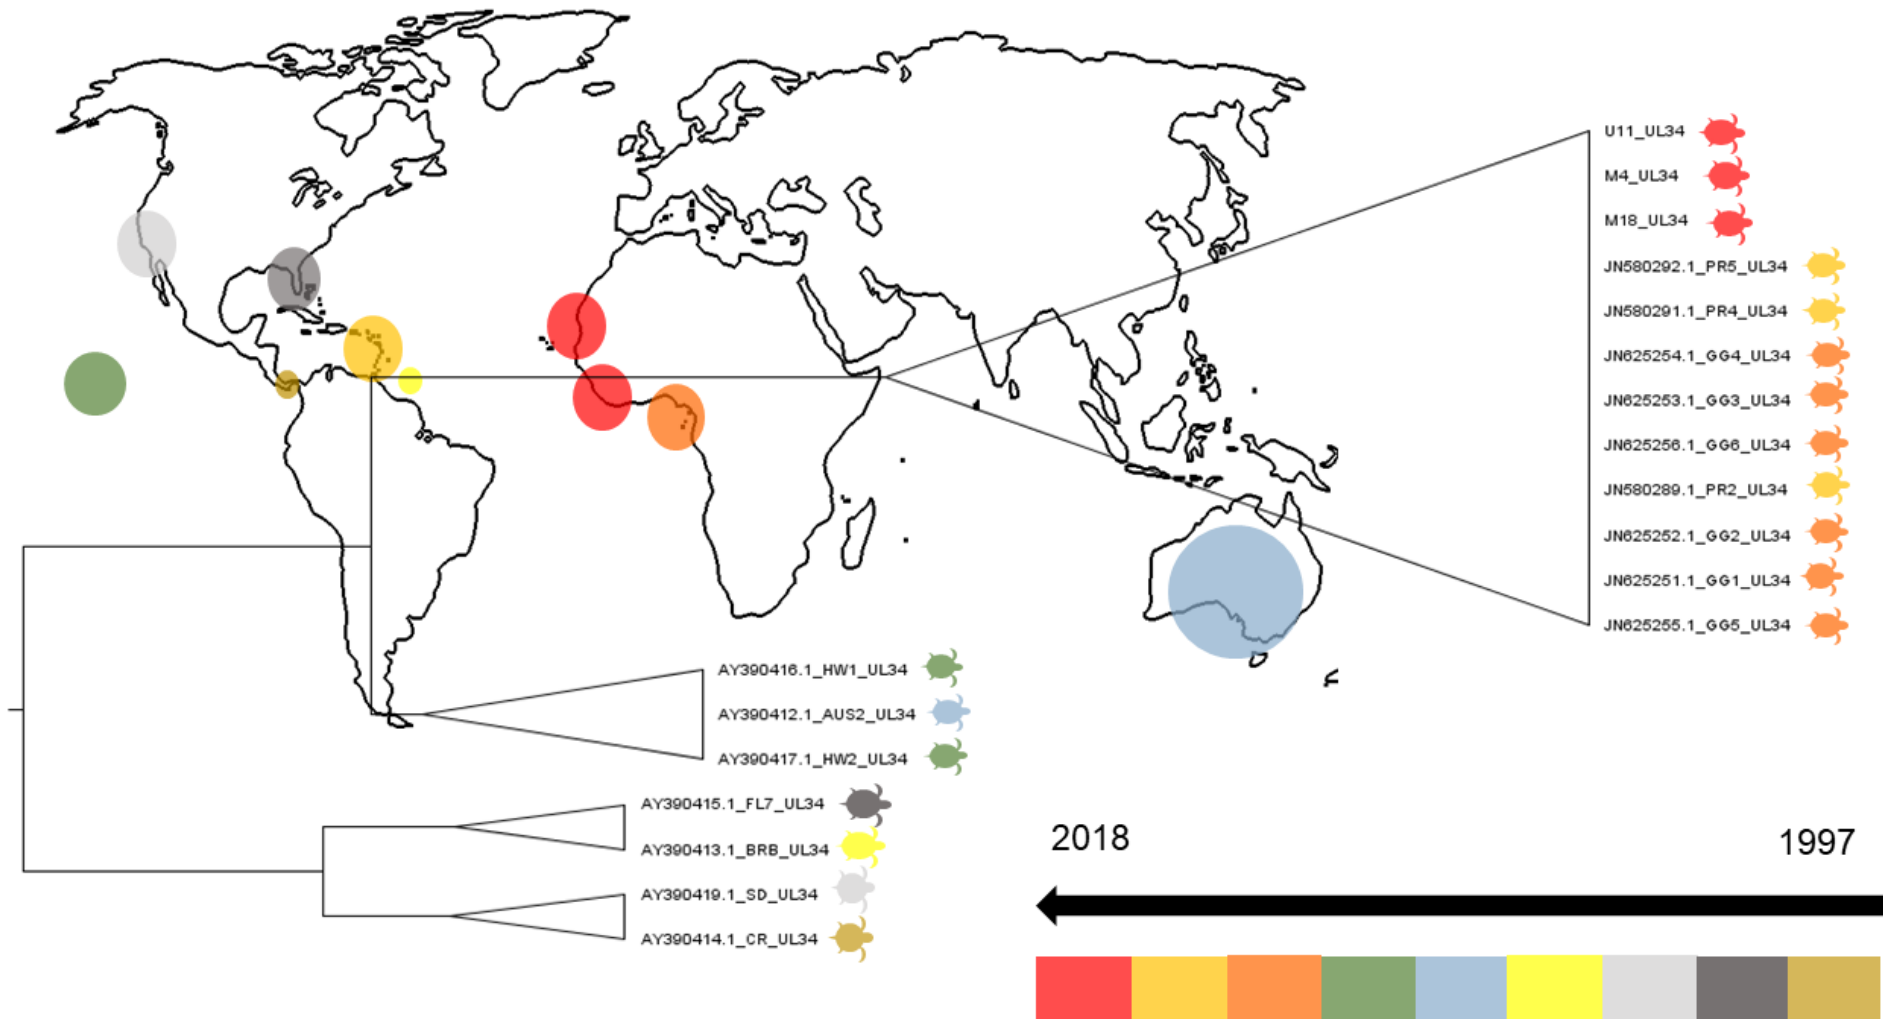 U11_UL34
M4_UL34
M18_UL34
JN580292.1_PR5_UL34
JN580291.1_PR4_UL34
JN625254.1_GG4_UL34
JN625253.1_GG3_UL34
JN625256.1_GG6_UL34
JN580289.1_PR2_UL34
JN625252.1_GG2_UL34
JN625251.1_GG1_UL34
JN625255.1_GG5_UL34
AY390416.1_HW1_UL34
AY390412.1_AUS2_UL34
AY390417.1_HW2_UL34
AY390415.1_FL7_UL34
AY390413.1_BRB_UL34
AY390419.1_SD_UL34
AY390414.1_CR_UL34
2018 1997